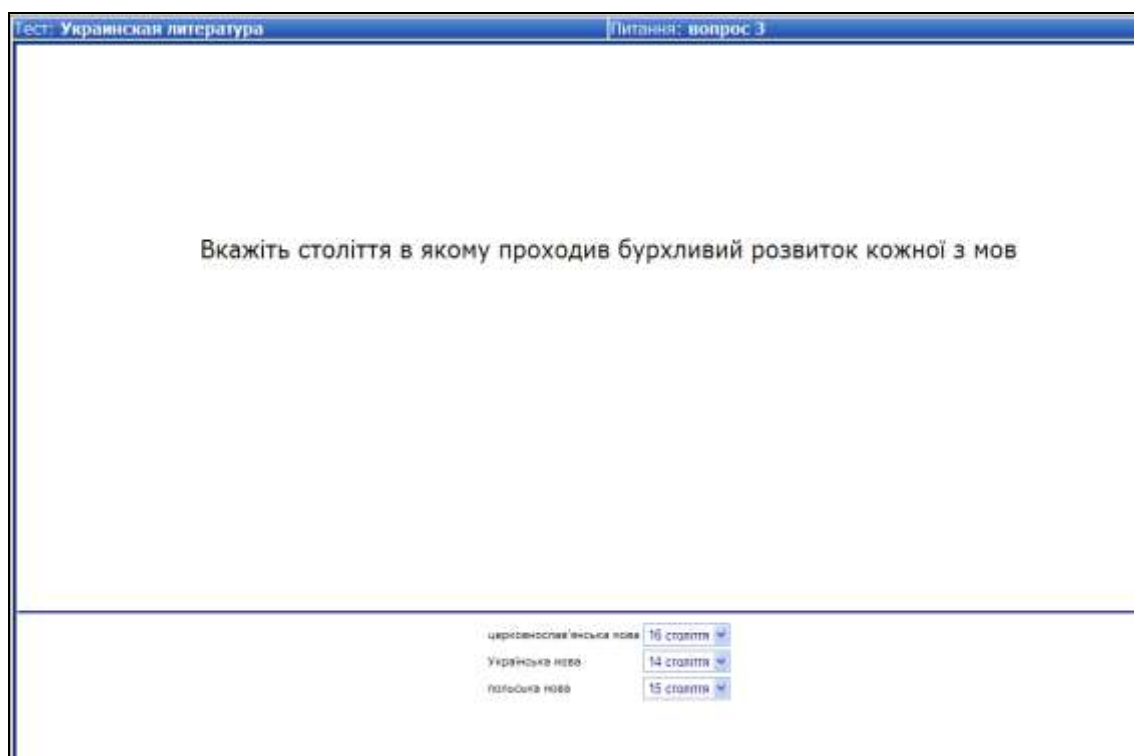 Тест: Украинская литература
Питання: вопрос 3
Вкажіть століття в якому проходив бурхливий розвиток кожної з мов
церковнослав'янська мова 16 століття
Українська мова 14 століття
польська мова 15 століття